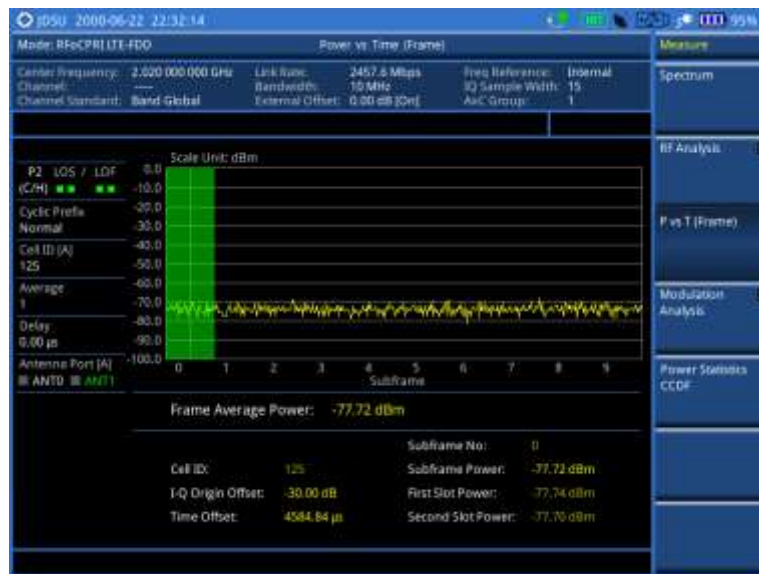 JDSU 2000-06-22 22:32:14
95%
Mode: RFoCPRI LTE-FDD
Power vs Time (Frame)
Measure
Center Frequency: 2.020 000 000 GHz
Link Rate: 2457.6 Mbps
Freq Reference: Internal
Channel: ----
Bandwidth: 10 MHz
IQ Sample Width: 15
Channel Standard: Band Global
External Offset: 0.00 dB [On]
AxC Group: 1
Spectrum
RF Analysis
P vs T (Frame)
Modulation Analysis
Power Statistics CCDF
P2 LOS / LOF
(C/H)
Cyclic Prefix
Normal
Cell ID [A]
125
Average
1
Delay
0.00 µs
Antenna Port [A]
ANT0 ANT1
Scale Unit: dBm
0.0
-10.0
-20.0
-30.0
-40.0
-50.0
-60.0
-70.0
-80.0
-90.0
-100.0
0 1 2 3 4 5 6 7 8 9
Subframe
Frame Average Power: -77.72 dBm
Subframe No: 0
Cell ID: 125
Subframe Power: -77.72 dBm
I-Q Origin Offset: -30.00 dB
First Slot Power: -77.74 dBm
Time Offset: 4584.84 µs
Second Slot Power: -77.70 dBm